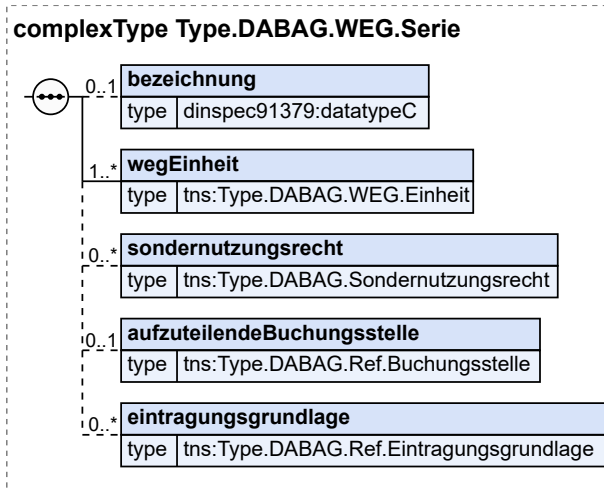 complexType Type.DABAG.WEG.Serie
0..1
bezeichnung
type dinspec91379:datatypeC
1..*
wegEinheit
type tns:Type.DABAG.WEG.Einheit
0..*
sondernutzungsrecht
type tns:Type.DABAG.Sondernutzungsrecht
0..1
aufzuteilendeBuchungsstelle
type tns:Type.DABAG.Ref.Buchungsstelle
0..*
eintragungsgrundlage
type tns:Type.DABAG.Ref.Eintragungsgrundlage